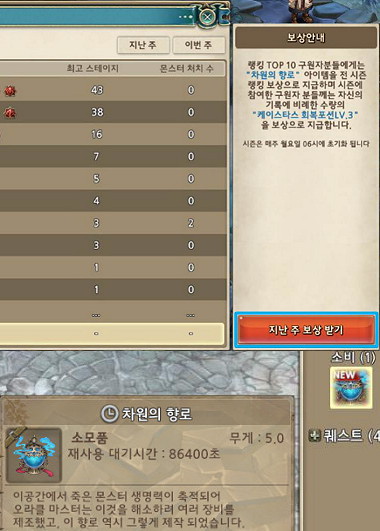 지난 주 이번 주
최고 스테이지 몬스터 처치 수
43 0
38 0
16 0
7 0
5 0
4 0
3 2
3 0
1 0
1 0
... ...
- -
보상안내
랭킹 TOP 10 구원자분들에게는
"차원의 향로" 아이템을 전 시즌
랭킹 보상으로 지급하며 시즌에
참여한 구원자 분들께는 자신의
기록에 비례한 수량의
"케이스타스 회복포션LV.3"
을 보상으로 지급합니다.
시즌은 매주 월요일 06시에 초기화 됩니다
지난 주 보상 받기
소비 (1)
NEW
퀘스트 (4
차원의 향로
소모품 무게 : 5.0
재사용 대기시간 : 86400초
이공간에서 죽은 몬스터 생명력이 축적되어
오라클 마스터는 이것을 해소하려 여러 장비를
제조했고, 이 향로 역시 그렇게 제작 되었습니다.